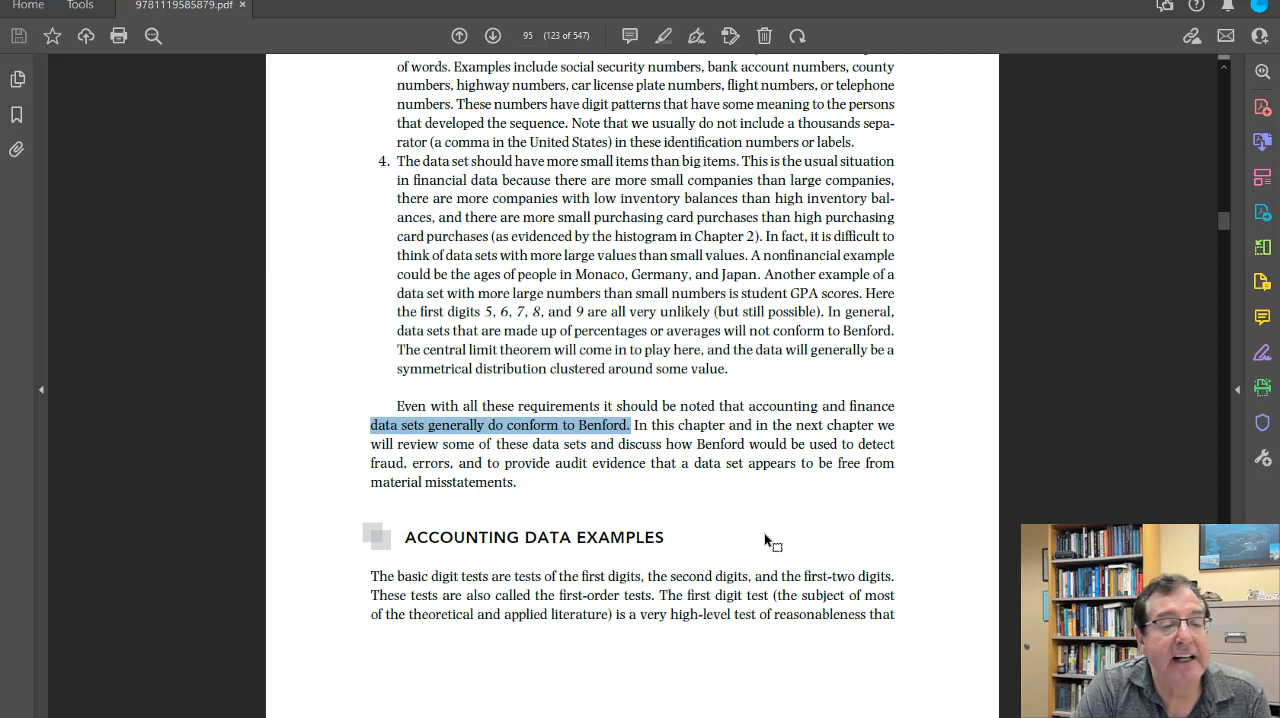 Home Tools 9781119585879.pdf ×
95 (123 of 547)
of words. Examples include social security numbers, bank account numbers, county
numbers, highway numbers, car license plate numbers, flight numbers, or telephone
numbers. These numbers have digit patterns that have some meaning to the persons
that developed the sequence. Note that we usually do not include a thousands sepa-
rator (a comma in the United States) in these identification numbers or labels.
4. The data set should have more small items than big items. This is the usual situation
in financial data because there are more small companies than large companies,
there are more companies with low inventory balances than high inventory bal-
ances, and there are more small purchasing card purchases than high purchasing
card purchases (as evidenced by the histogram in Chapter 2). In fact, it is difficult to
think of data sets with more large values than small values. A nonfinancial example
could be the ages of people in Monaco, Germany, and Japan. Another example of a
data set with more large numbers than small numbers is student GPA scores. Here
the first digits 5, 6, 7, 8, and 9 are all very unlikely (but still possible). In general,
data sets that are made up of percentages or averages will not conform to Benford.
The central limit theorem will come in to play here, and the data will generally be a
symmetrical distribution clustered around some value.
Even with all these requirements it should be noted that accounting and finance
data sets generally do conform to Benford. In this chapter and in the next chapter we
will review some of these data sets and discuss how Benford would be used to detect
fraud, errors, and to provide audit evidence that a data set appears to be free from
material misstatements.
ACCOUNTING DATA EXAMPLES
The basic digit tests are tests of the first digits, the second digits, and the first-two digits.
These tests are also called the first-order tests. The first digit test (the subject of most
of the theoretical and applied literature) is a very high-level test of reasonableness that